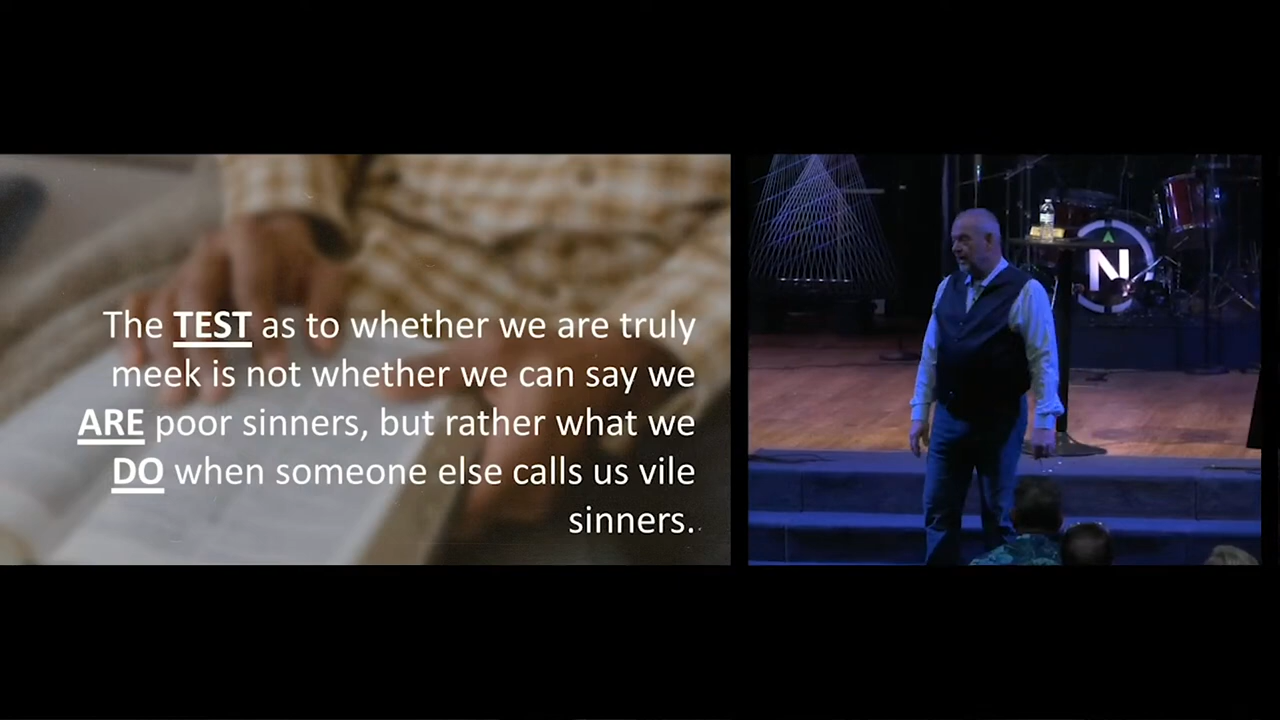 The TEST as to whether we are truly
meek is not whether we can say we
ARE poor sinners, but rather what we
DO when someone else calls us vile
sinners.
N